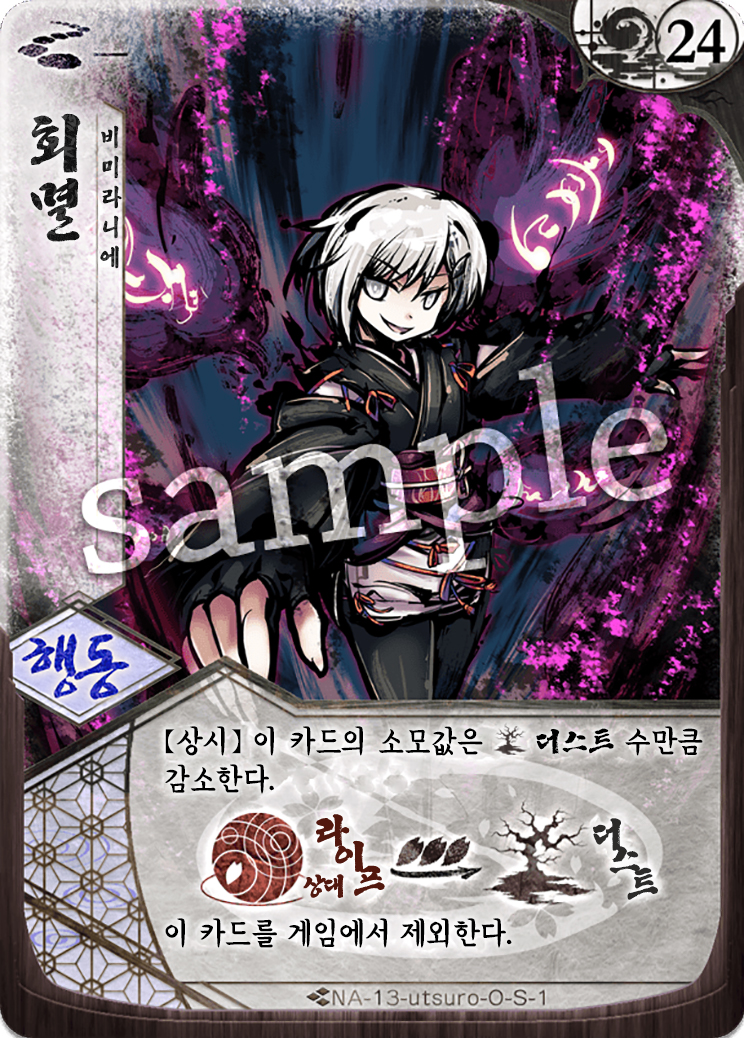 24
회멸
비미라니에
sample
행동
【상시】 이 카드의 소모값은 더스트 수만큼
감소한다.
상대 라이프 더스트
이 카드를 게임에서 제외한다.
NA-13-utsuro-O-S-1